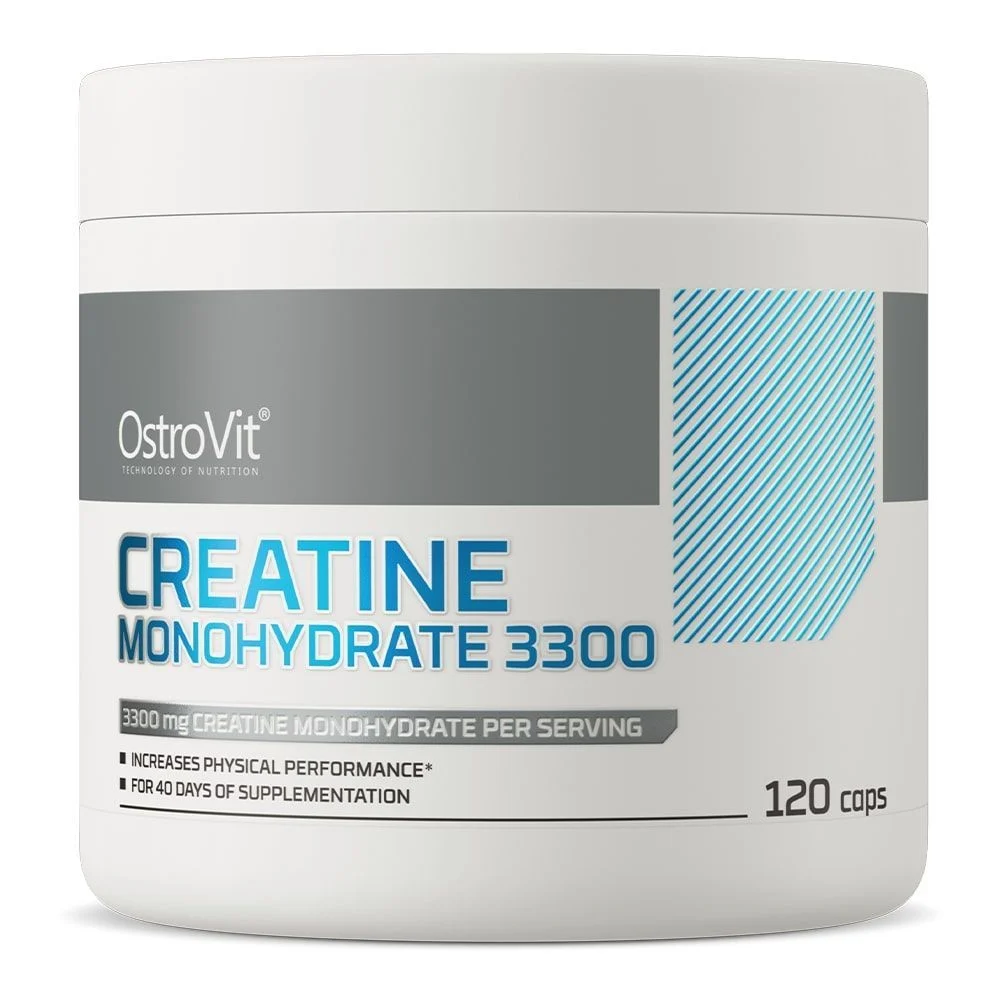 OstroVit®
TECHNOLOGY OF NUTRITION
CREATINE
MONOHYDRATE 3300
3300 mg CREATINE MONOHYDRATE PER SERVING
■ INCREASES PHYSICAL PERFORMANCE*
■ FOR 40 DAYS OF SUPPLEMENTATION
120 caps